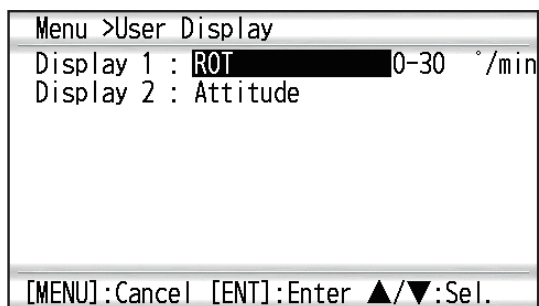 Menu >User Display
Display 1 : ROT 0-30 °/min
Display 2 : Attitude
[MENU]:Cancel [ENT]:Enter ▲/▼:Sel.